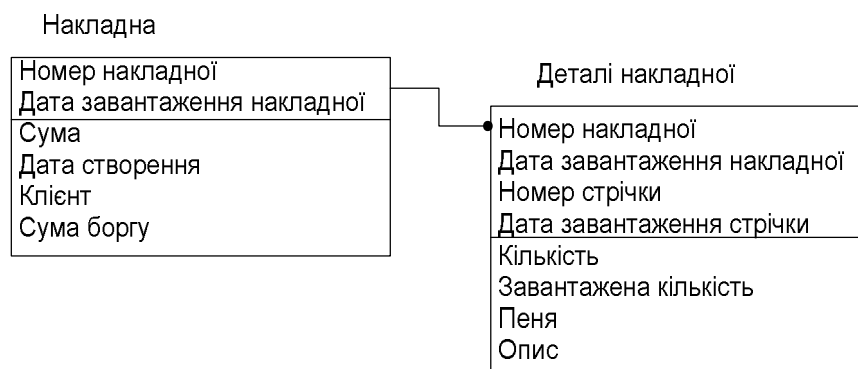 Накладна
Номер накладної
Дата завантаження накладної
Сума
Дата створення
Клієнт
Сума боргу
Деталі накладної
Номер накладної
Дата завантаження накладної
Номер стрічки
Дата завантаження стрічки
Кількість
Завантажена кількість
Пеня
Опис